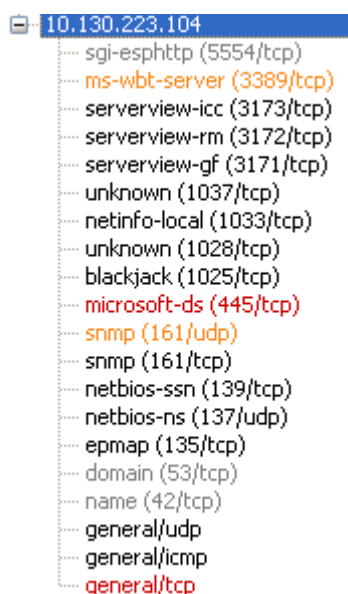 10.130.223.104
sgi-esphttp (5554/tcp)
ms-wbt-server (3389/tcp)
serverview-icc (3173/tcp)
serverview-rm (3172/tcp)
serverview-gf (3171/tcp)
unknown (1037/tcp)
netinfo-local (1033/tcp)
unknown (1028/tcp)
blackjack (1025/tcp)
microsoft-ds (445/tcp)
snmp (161/udp)
snmp (161/tcp)
netbios-ssn (139/tcp)
netbios-ns (137/udp)
epmap (135/tcp)
domain (53/tcp)
name (42/tcp)
general/udp
general/icmp
general/tcp